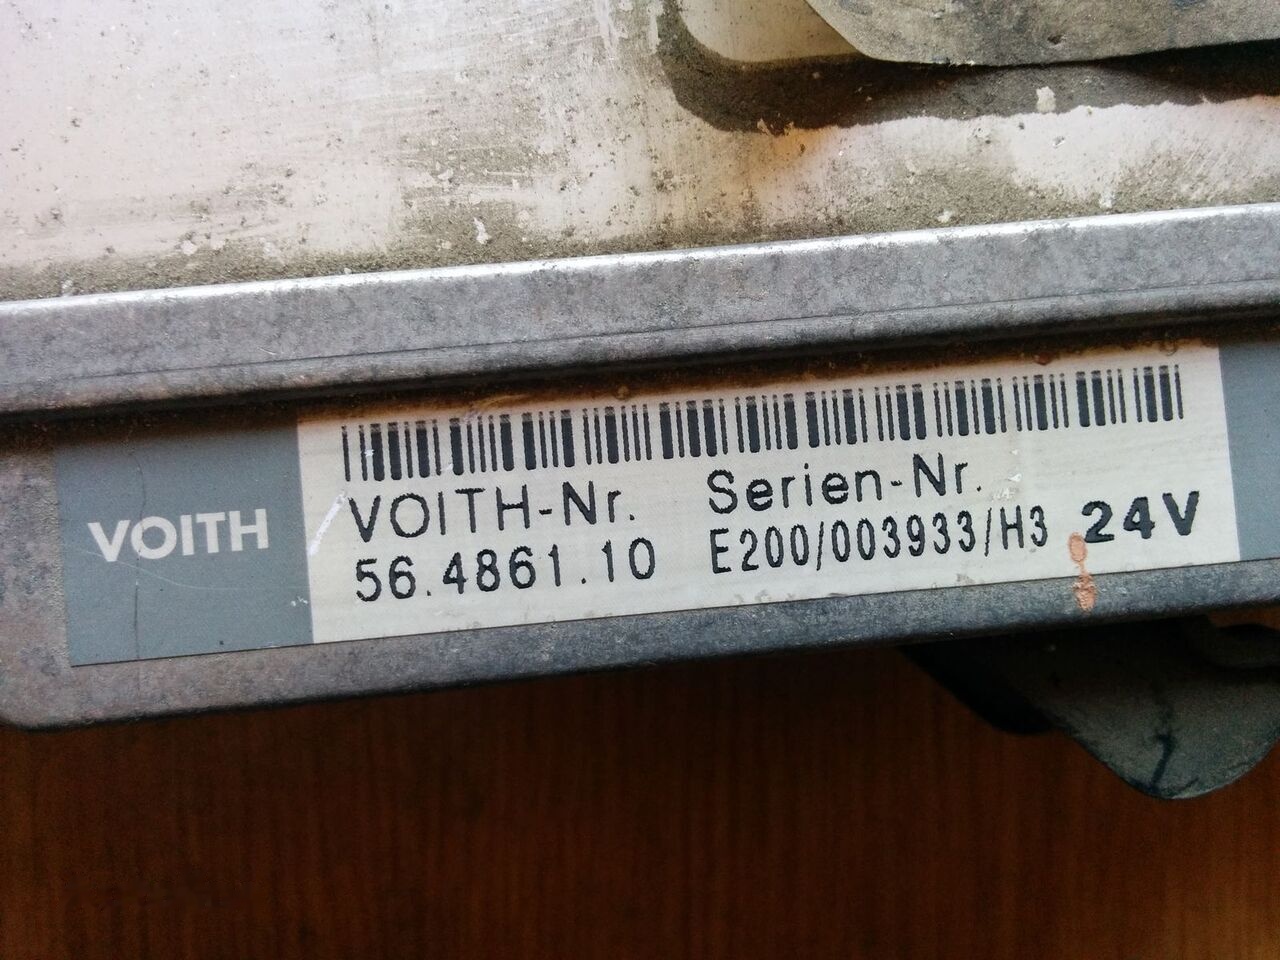 VOITH
VOITH-Nr. Serien-Nr.
56.4861.10 E200/003933/H3 24V